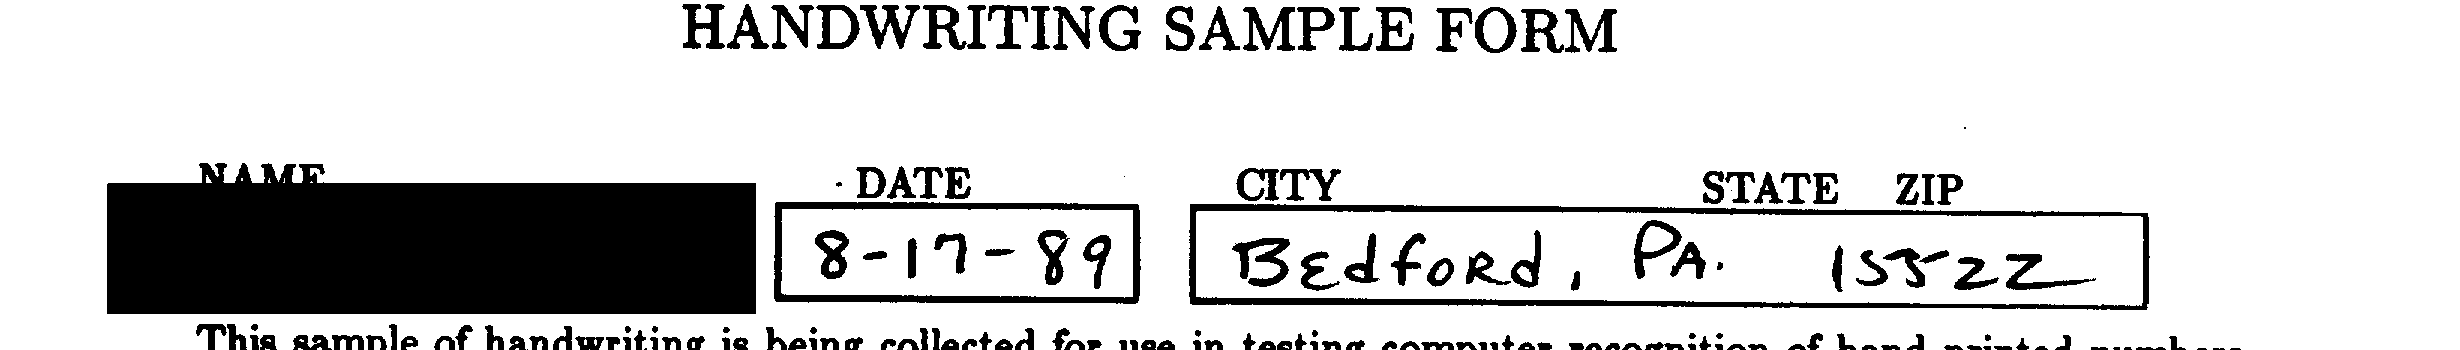 HANDWRITING SAMPLE FORM
NAME DATE CITY STATE ZIP
8-17-89 Bedford, PA. 15522
This sample of handwriting is being collected for use in testing computer recognition of hand printed numbers